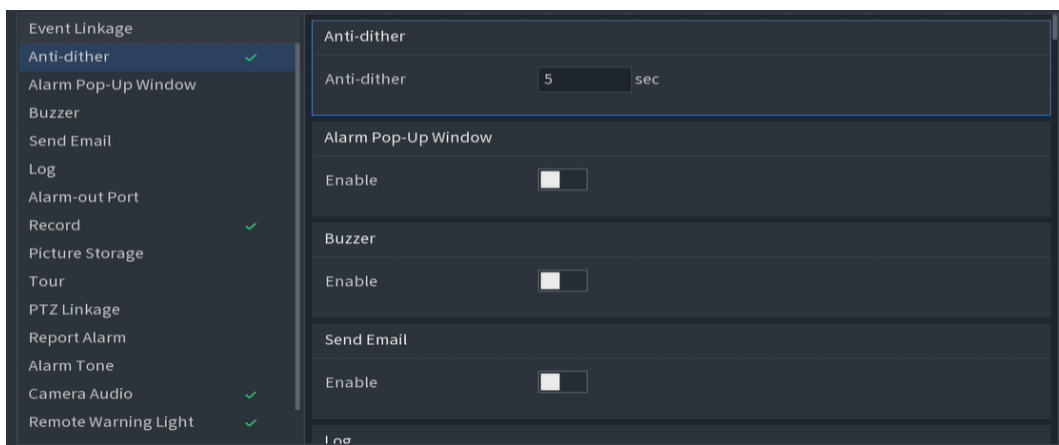 Event Linkage
Anti-dither
Alarm Pop-Up Window
Buzzer
Send Email
Log
Alarm-out Port
Record
Picture Storage
Tour
PTZ Linkage
Report Alarm
Alarm Tone
Camera Audio
Remote Warning Light
Anti-dither
Anti-dither 5 sec
Alarm Pop-Up Window
Enable
Buzzer
Enable
Send Email
Enable
Log